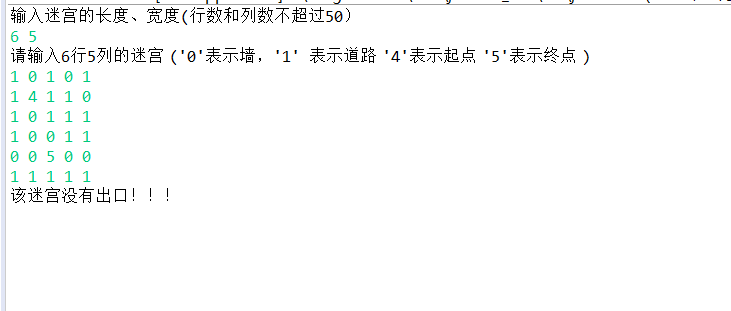 输入迷宫的长度、宽度(行数和列数不超过50）
6 5
请输入6行5列的迷宫 ('0'表示墙，'1' 表示道路 '4'表示起点 '5'表示终点 )
1 0 1 0 1
1 4 1 1 0
1 0 1 1 1
1 0 0 1 1
0 0 5 0 0
1 1 1 1 1
该迷宫没有出口！！！